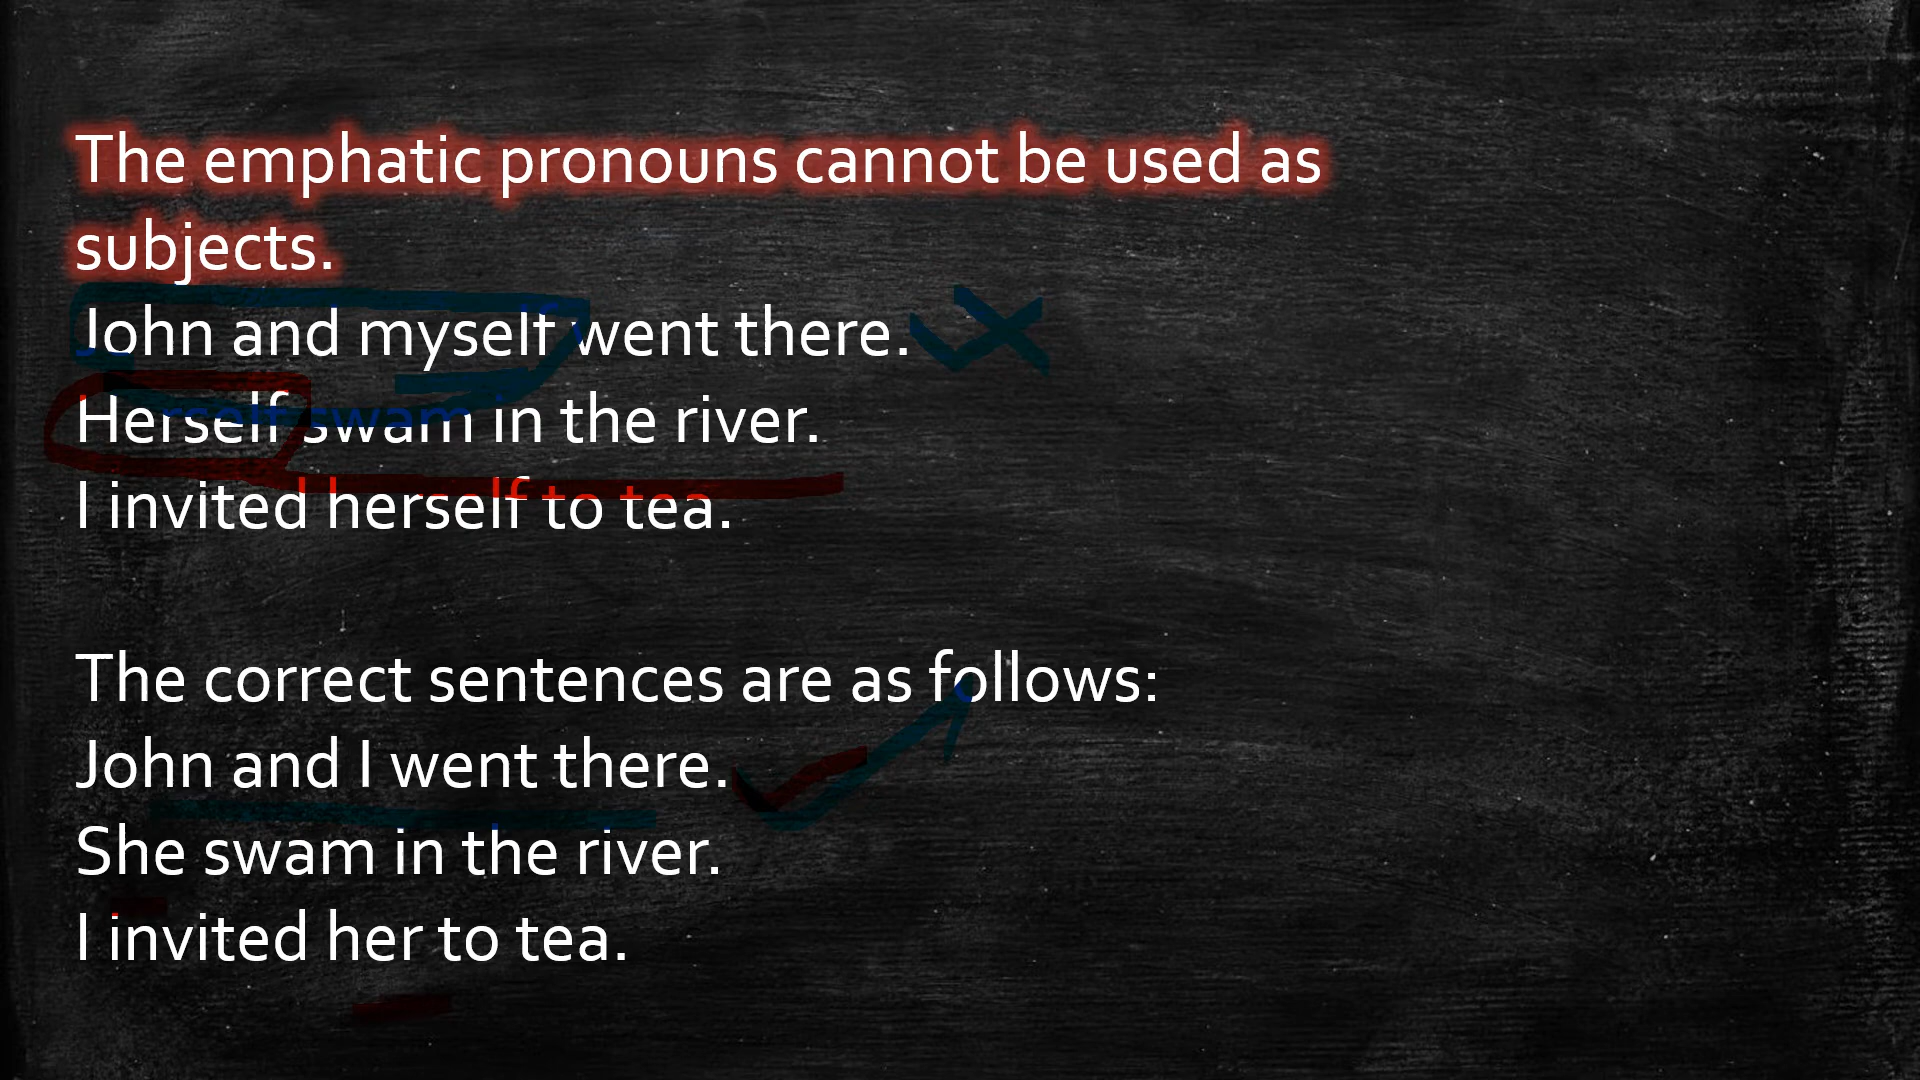 The emphatic pronouns cannot be used as
subjects.
John and myself went there.
Herself swam in the river.
I invited herself to tea.
The correct sentences are as follows:
John and I went there.
She swam in the river.
I invited her to tea.